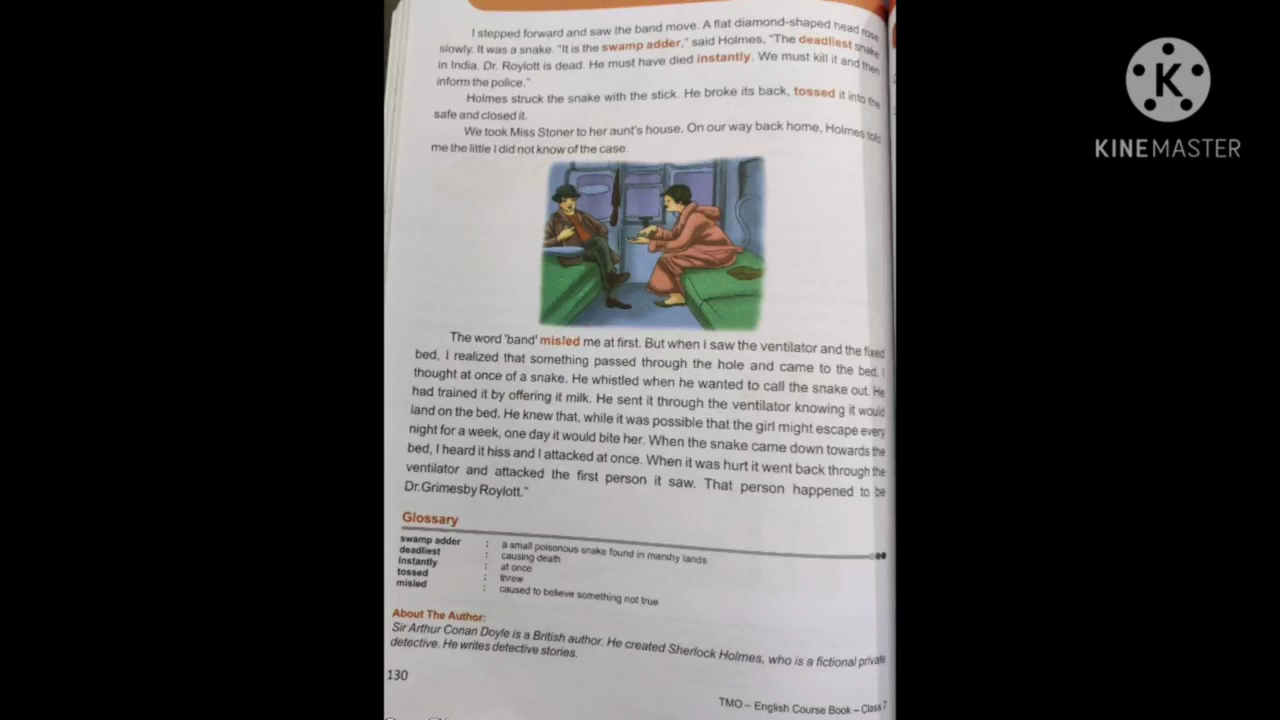 I stepped forward and saw the band move. A flat diamond-shaped head rose
slowly. It was a snake. "It is the swamp adder," said Holmes, "The deadliest snake
in India. Dr. Roylott is dead. He must have died instantly. We must kill it and then
inform the police."
Holmes struck the snake with the stick. He broke its back, tossed it into the
safe and closed it.
We took Miss Stoner to her aunt's house. On our way back home, Holmes told
me the little I did not know of the case.
The word 'band' misled me at first. But when I saw the ventilator and the fixed
bed, I realized that something passed through the hole and came to the bed. I
thought at once of a snake. He whistled when he wanted to call the snake out. He
had trained it by offering it milk. He sent it through the ventilator knowing it would
land on the bed. He knew that, while it was possible that the girl might escape every
night for a week, one day it would bite her. When the snake came down towards the
bed, I heard it hiss and I attacked at once. When it was hurt it went back through the
ventilator and attacked the first person it saw. That person happened to be
Dr.Grimesby Roylott."
Glossary
swamp adder : a small poisonous snake found in marshy lands
deadliest : causing death
instantly : at once
tossed : threw
misled : caused to believe something not true
About The Author:
Sir Arthur Conan Doyle is a British author. He created Sherlock Holmes, who is a fictional private
detective. He writes detective stories.
130
TMO – English Course Book – Class 7
K
KINEMASTER